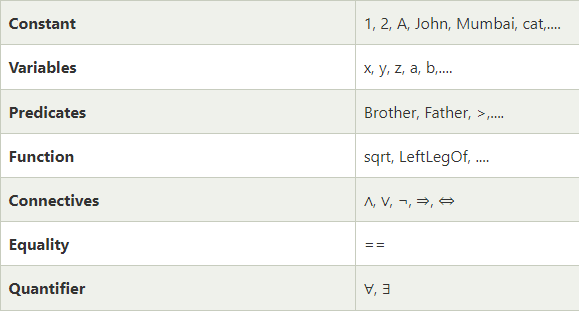 Constant 1, 2, A, John, Mumbai, cat,....
Variables x, y, z, a, b,....
Predicates Brother, Father, >,....
Function sqrt, LeftLegOf, ....
Connectives ∧, ∨, ¬, ⇒, ⇔
Equality ==
Quantifier ∀, ∃